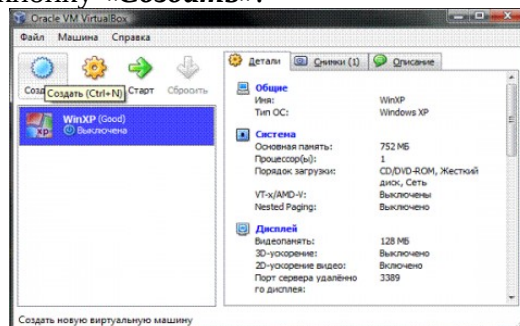 кнопку «Создать».
Oracle VM VirtualBox
Файл Машина Справка
Создать (Ctrl+N) Старт Сбросить
Детали Снимки (1) Описание
WinXP (Good)
Выключена
Общие
Имя: WinXP
Тип ОС: Windows XP
Система
Основная память: 752 МБ
Процессор(ы): 1
Порядок загрузки: CD/DVD-ROM, Жесткий
диск, Сеть
VT-x/AMD-V: Выключены
Nested Paging: Выключено
Дисплей
Видеопамять: 128 МБ
3D-ускорение: Выключено
2D-ускорение видео: Включено
Порт сервера удалённо 3389
го дисплея:
Создать новую виртуальную машину